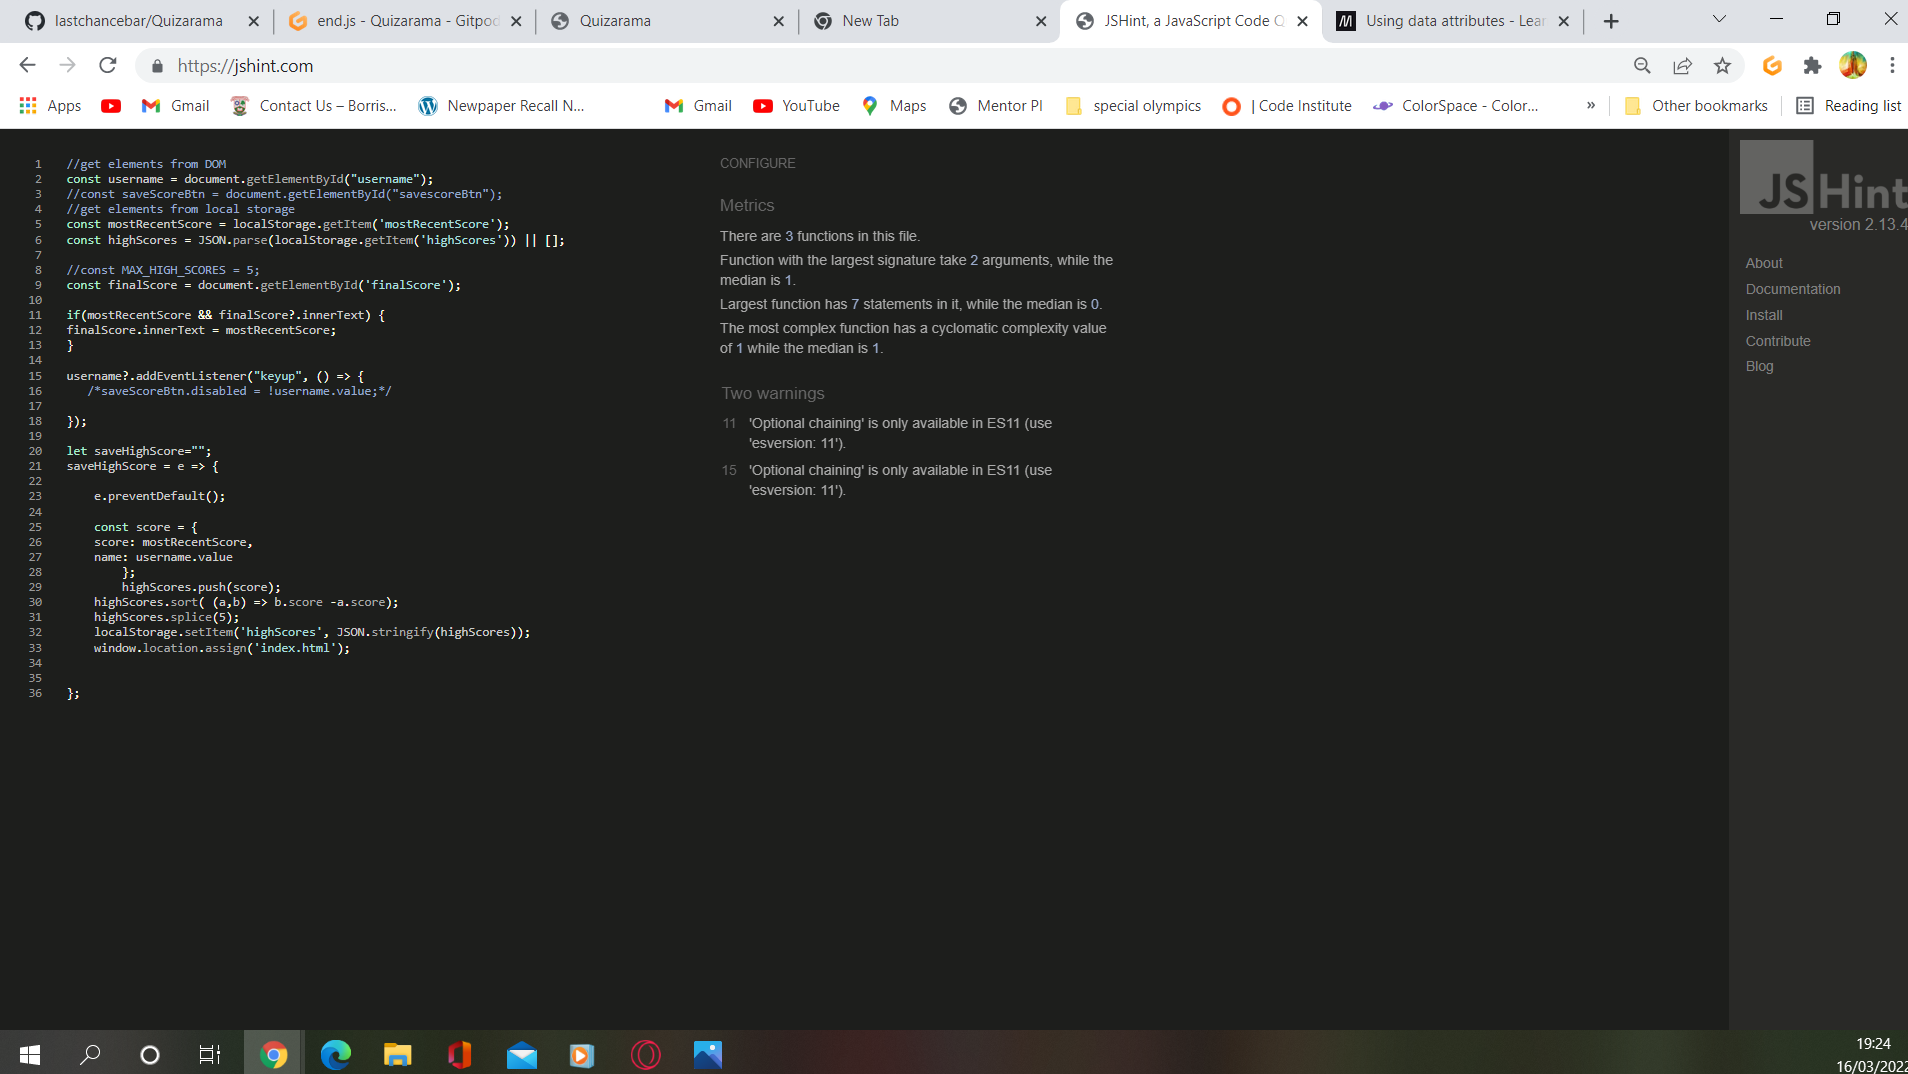 lastchancebar/Quizarama
end.js - Quizarama - Gitpod
Quizarama
New Tab
JSHint, a JavaScript Code Q
Using data attributes - Lear
https://jshint.com
Apps
Gmail
Contact Us – Borris...
Newpaper Recall N...
Gmail
YouTube
Maps
Mentor PI
special olympics
| Code Institute
ColorSpace - Color...
»
Other bookmarks
Reading list
1 //get elements from DOM
2 const username = document.getElementById("username");
3 //const saveScoreBtn = document.getElementById("savescoreBtn");
4 //get elements from local storage
5 const mostRecentScore = localStorage.getItem('mostRecentScore');
6 const highScores = JSON.parse(localStorage.getItem('highScores')) || [];
7
8 //const MAX_HIGH_SCORES = 5;
9 const finalScore = document.getElementById('finalScore');
10
11 if(mostRecentScore && finalScore?.innerText) {
12 finalScore.innerText = mostRecentScore;
13 }
14
15 username?.addEventListener("keyup", () => {
16 /*saveScoreBtn.disabled = !username.value;*/
17
18 });
19
20 let saveHighScore="";
21 saveHighScore = e => {
22
23 e.preventDefault();
24
25 const score = {
26 score: mostRecentScore,
27 name: username.value
28 };
29 highScores.push(score);
30 highScores.sort( (a,b) => b.score -a.score);
31 highScores.splice(5);
32 localStorage.setItem('highScores', JSON.stringify(highScores));
33 window.location.assign('index.html');
34
35
36 };
CONFIGURE
Metrics
There are 3 functions in this file.
Function with the largest signature take 2 arguments, while the
median is 1.
Largest function has 7 statements in it, while the median is 0.
The most complex function has a cyclomatic complexity value
of 1 while the median is 1.
Two warnings
11 'Optional chaining' is only available in ES11 (use
'esversion: 11').
15 'Optional chaining' is only available in ES11 (use
'esversion: 11').
JSHint
version 2.13.4
About
Documentation
Install
Contribute
Blog
19:24
16/03/2022